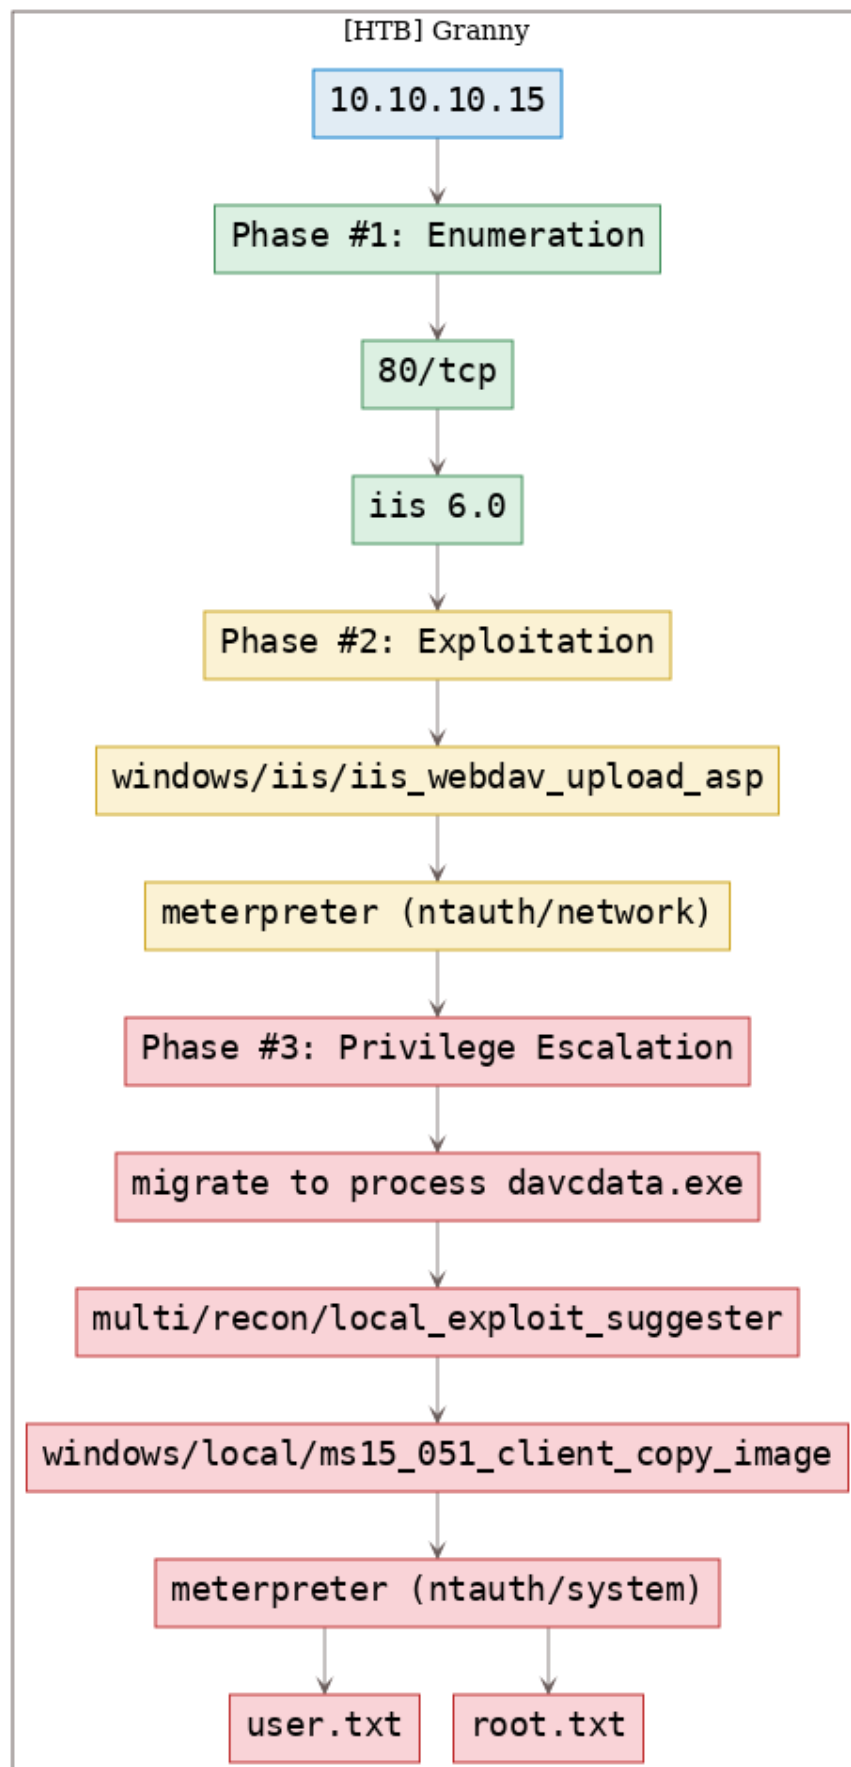 [HTB] Granny
10.10.10.15
Phase #1: Enumeration
80/tcp
iis 6.0
Phase #2: Exploitation
windows/iis/iis_webdav_upload_asp
meterpreter (ntauth/network)
Phase #3: Privilege Escalation
migrate to process davcdata.exe
multi/recon/local_exploit_suggester
windows/local/ms15_051_client_copy_image
meterpreter (ntauth/system)
user.txt
root.txt